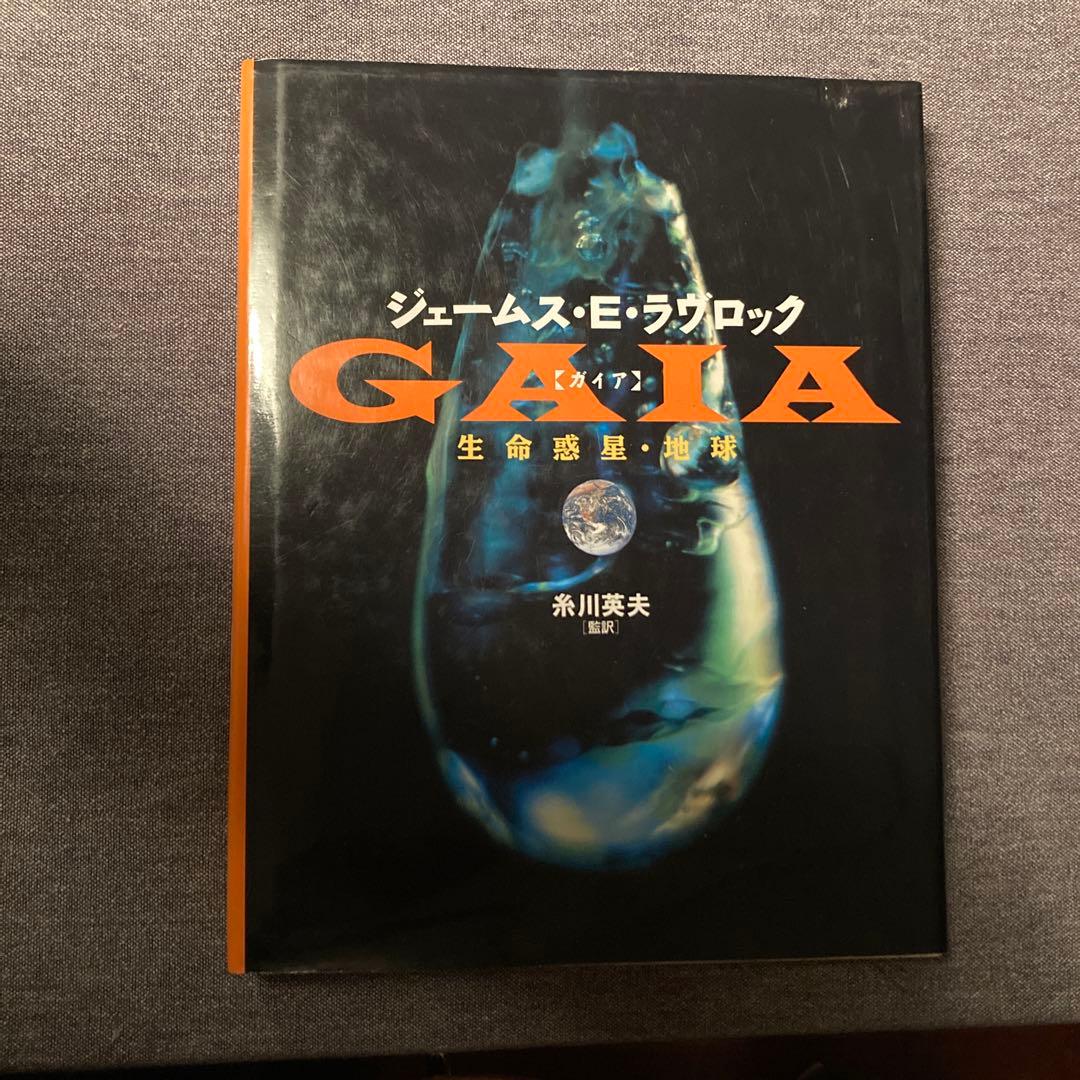 ジェームス・E・ラヴロック
GAIA
【ガイア】
生命惑星・地球
糸川英夫
[監訳]